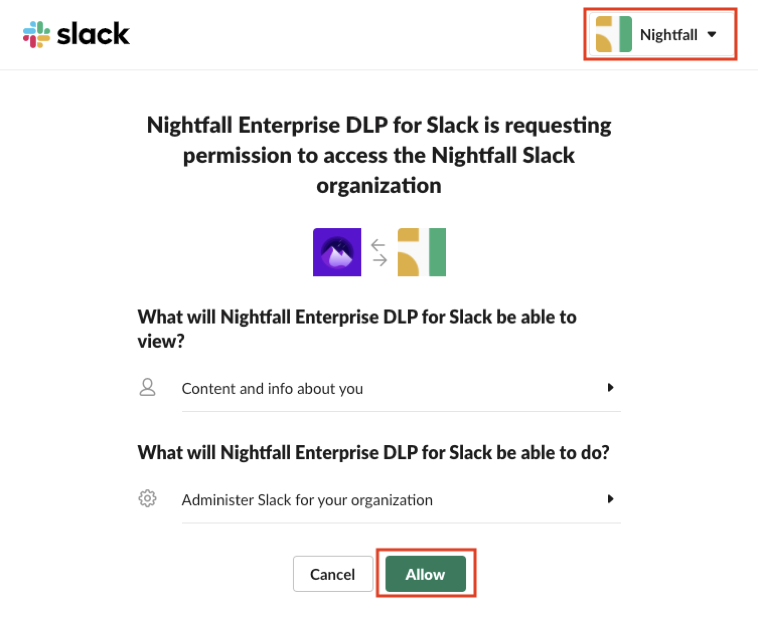 slack
Nightfall
Nightfall Enterprise DLP for Slack is requesting
permission to access the Nightfall Slack
organization
What will Nightfall Enterprise DLP for Slack be able to
view?
Content and info about you
What will Nightfall Enterprise DLP for Slack be able to do?
Administer Slack for your organization
Cancel Allow